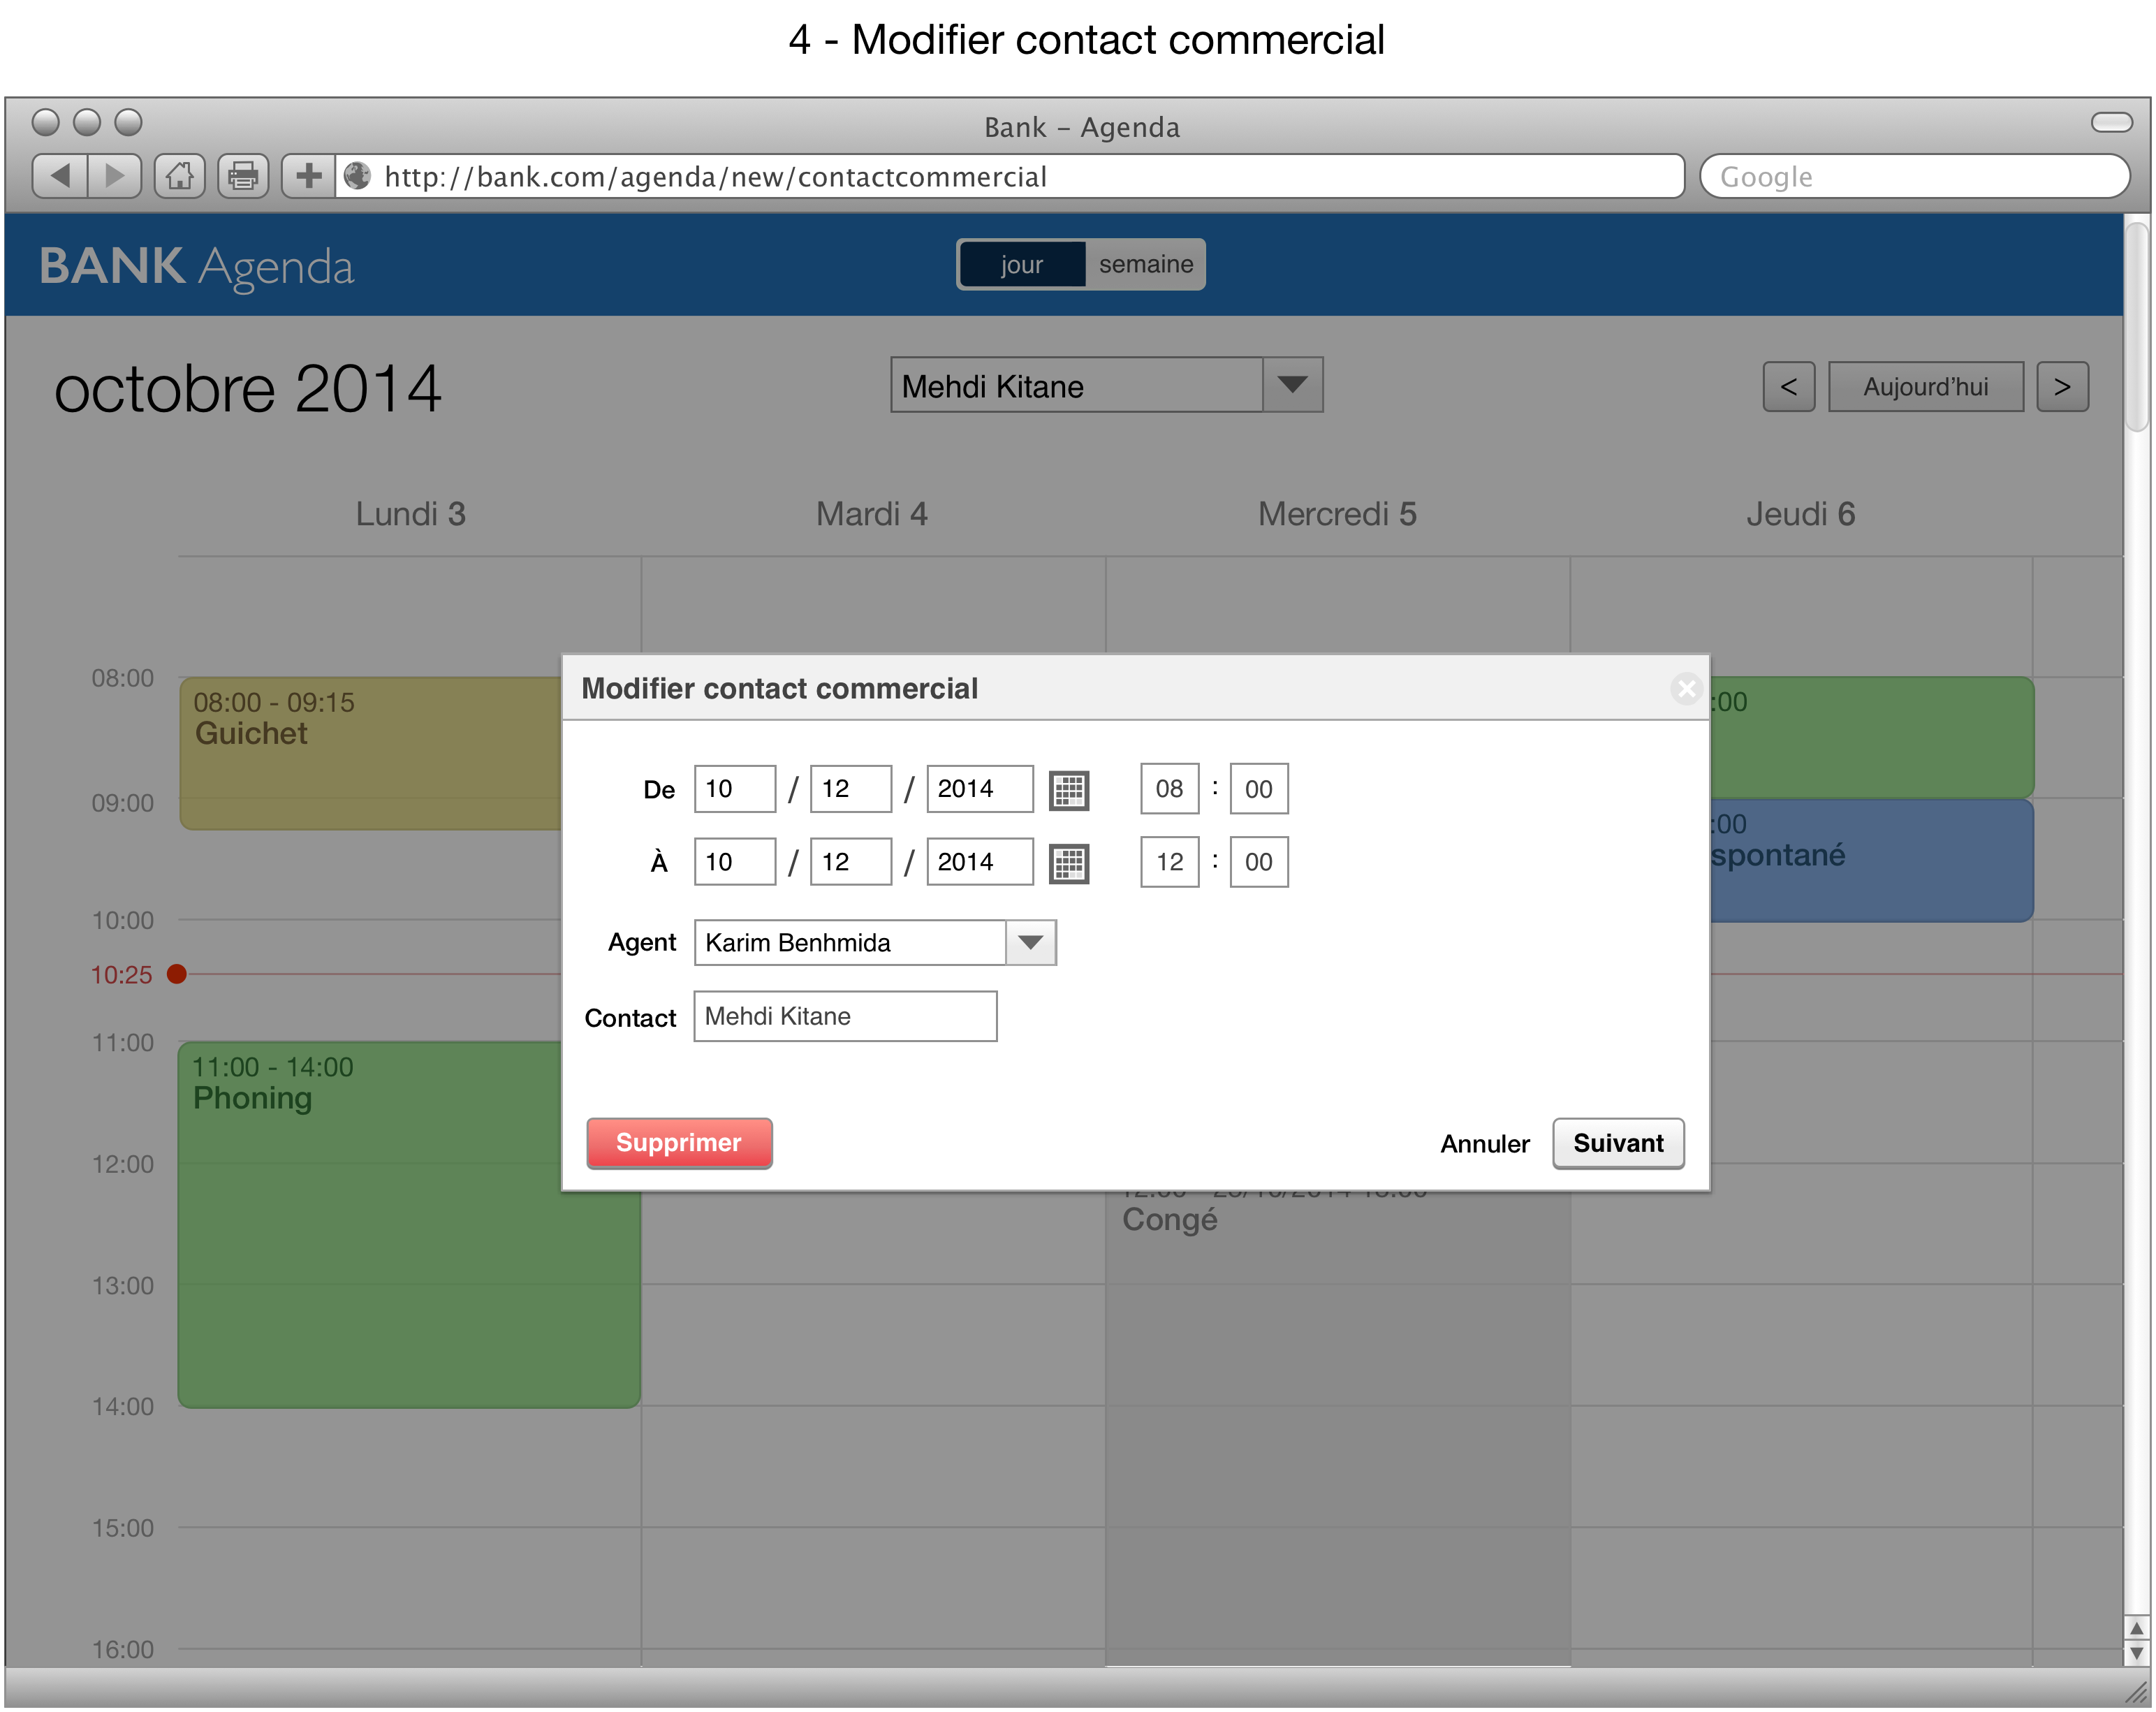 4 - Modifier contact commercial
Bank – Agenda
http://bank.com/agenda/new/contactcommercial
Google
BANK Agenda
jour semaine
octobre 2014
Mehdi Kitane
< Aujourd'hui >
Lundi 3 Mardi 4 Mercredi 5 Jeudi 6
08:00
08:00 - 09:15
Guichet
:00
09:00
:00
spontané
10:00
10:25
11:00
11:00 - 14:00
Phoning
Modifier contact commercial
De 10 / 12 / 2014 08 : 00
À 10 / 12 / 2014 12 : 00
Agent Karim Benhmida
Contact Mehdi Kitane
Supprimer Annuler Suivant
12:00
Congé
13:00
14:00
15:00
16:00